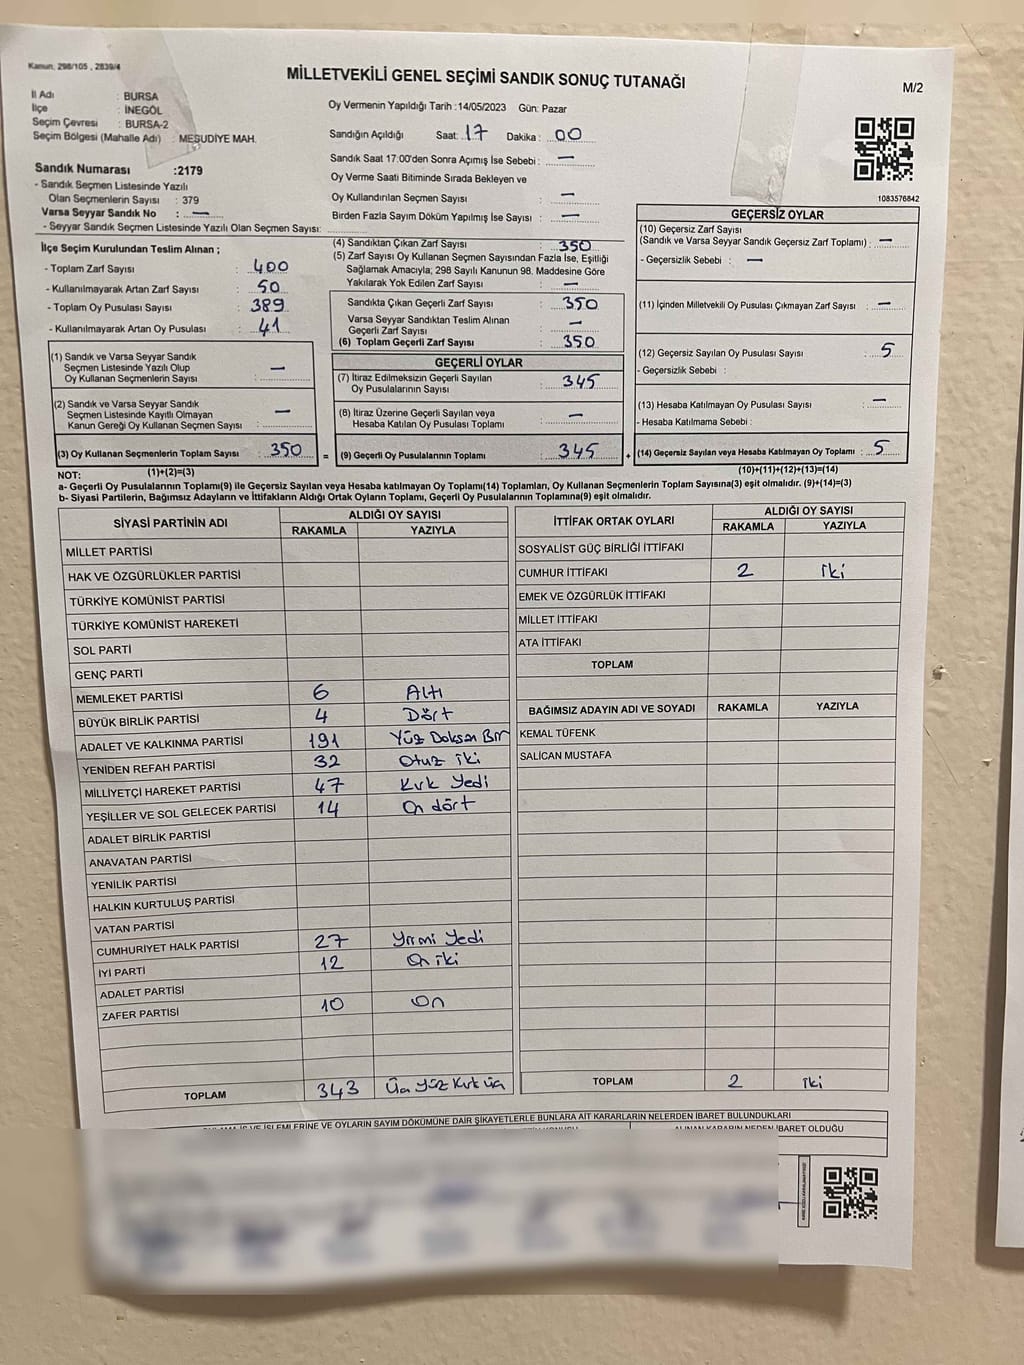 Kanun: 298/105 , 2839/4
MİLLETVEKİLİ GENEL SEÇİMİ SANDIK SONUÇ TUTANAĞI
M/2
İl Adı : BURSA
İlçe : İNEGÖL
Seçim Çevresi : BURSA-2
Seçim Bölgesi (Mahalle Adı) : MESUDİYE MAH.
Oy Vermenin Yapıldığı Tarih :14/05/2023 Gün: Pazar
Sandığın Açıldığı Saat: 17 Dakika : 00
Sandık Saat 17:00'den Sonra Açımış İse Sebebi : —
Oy Verme Saati Bitiminde Sırada Bekleyen ve
Oy Kullandırılan Seçmen Sayısı : —
Birden Fazla Sayım Döküm Yapılmış İse Sayısı : —
1083576842
Sandık Numarası :2179
- Sandık Seçmen Listesinde Yazılı
Olan Seçmenlerin Sayısı : 379
Varsa Seyyar Sandık No : —
- Seyyar Sandık Seçmen Listesinde Yazılı Olan Seçmen Sayısı:
İlçe Seçim Kurulundan Teslim Alınan ;
- Toplam Zarf Sayısı : 400
- Kullanılmayarak Artan Zarf Sayısı : 50
- Toplam Oy Pusulası Sayısı : 389
- Kullanılmayarak Artan Oy Pusulası : 41
(1) Sandık ve Varsa Seyyar Sandık
Seçmen Listesinde Yazılı Olup
Oy Kullanan Seçmenlerin Sayısı : —
(2) Sandık ve Varsa Seyyar Sandık
Seçmen Listesinde Kayıtlı Olmayan
Kanun Gereği Oy Kullanan Seçmen Sayısı : —
(3) Oy Kullanan Seçmenlerin Toplam Sayısı : 350
(1)+(2)=(3)
(4) Sandıktan Çıkan Zarf Sayısı : 350
(5) Zarf Sayısı Oy Kullanan Seçmen Sayısından Fazla İse, Eşitliği
Sağlamak Amacıyla; 298 Sayılı Kanunun 98. Maddesine Göre
Yakılarak Yok Edilen Zarf Sayısı : —
Sandıkta Çıkan Geçerli Zarf Sayısı : 350
Varsa Seyyar Sandıktan Teslim Alınan
Geçerli Zarf Sayısı : —
(6) Toplam Geçerli Zarf Sayısı : 350
GEÇERLİ OYLAR
(7) İtiraz Edilmeksizin Geçerli Sayılan
Oy Pusulalarının Sayısı : 345
(8) İtiraz Üzerine Geçerli Sayılan veya
Hesaba Katılan Oy Pusulası Toplamı : —
= (9) Geçerli Oy Pusulalarının Toplamı : 345 +
GEÇERSİZ OYLAR
(10) Geçersiz Zarf Sayısı
(Sandık ve Varsa Seyyar Sandık Geçersiz Zarf Toplamı) : —
- Geçersizlik Sebebi : —
(11) İçinden Milletvekili Oy Pusulası Çıkmayan Zarf Sayısı : —
(12) Geçersiz Sayılan Oy Pusulası Sayısı : 5
- Geçersizlik Sebebi :
(13) Hesaba Katılmayan Oy Pusulası Sayısı : —
- Hesaba Katılmama Sebebi :
(14) Geçersiz Sayılan veya Hesaba Katılmayan Oy Toplamı : 5
(10)+(11)+(12)+(13)=(14)
NOT:
a- Geçerli Oy Pusulalarının Toplamı(9) ile Geçersiz Sayılan veya Hesaba katılmayan Oy Toplamı(14) Toplamları, Oy Kullanan Seçmenlerin Toplam Sayısına(3) eşit olmalıdır. (9)+(14)=(3)
b- Siyasi Partilerin, Bağımsız Adayların ve İttifakların Aldığı Ortak Oyların Toplamı, Geçerli Oy Pusulalarının Toplamına(9) eşit olmalıdır.
SİYASİ PARTİNİN ADI ALDIĞI OY SAYISI
RAKAMLA YAZIYLA
MİLLET PARTİSİ
HAK VE ÖZGÜRLÜKLER PARTİSİ
TÜRKİYE KOMÜNİST PARTİSİ
TÜRKİYE KOMÜNİST HAREKETİ
SOL PARTİ
GENÇ PARTİ
MEMLEKET PARTİSİ 6 Altı
BÜYÜK BİRLİK PARTİSİ 4 Dört
ADALET VE KALKINMA PARTİSİ 191 Yüz Doksan Bir
YENİDEN REFAH PARTİSİ 32 Otuz iki
MİLLİYETÇİ HAREKET PARTİSİ 47 Kırk Yedi
YEŞİLLER VE SOL GELECEK PARTİSİ 14 On dört
ADALET BİRLİK PARTİSİ
ANAVATAN PARTİSİ
YENİLİK PARTİSİ
HALKIN KURTULUŞ PARTİSİ
VATAN PARTİSİ
CUMHURİYET HALK PARTİSİ 27 Yirmi Yedi
İYİ PARTİ 12 On iki
ADALET PARTİSİ
ZAFER PARTİSİ 10 On
TOPLAM 343 Üç Yüz Kırk Üç
İTTİFAK ORTAK OYLARI ALDIĞI OY SAYISI
RAKAMLA YAZIYLA
SOSYALİST GÜÇ BİRLİĞİ İTTİFAKI
CUMHUR İTTİFAKI 2 iki
EMEK VE ÖZGÜRLÜK İTTİFAKI
MİLLET İTTİFAKI
ATA İTTİFAKI
TOPLAM
BAĞIMSIZ ADAYIN ADI VE SOYADI RAKAMLA YAZIYLA
KEMAL TÜFENK
SALİCAN MUSTAFA
TOPLAM 2 iki
İŞLEMLERİNE VE OYLARIN SAYIM DÖKÜMÜNE DAİR ŞİKAYETLERLE BUNLARA AİT KARARLARIN NELERDEN İBARET BULUNDUKLARI
ALINAN KARARIN NEDEN İBARET OLDUĞU